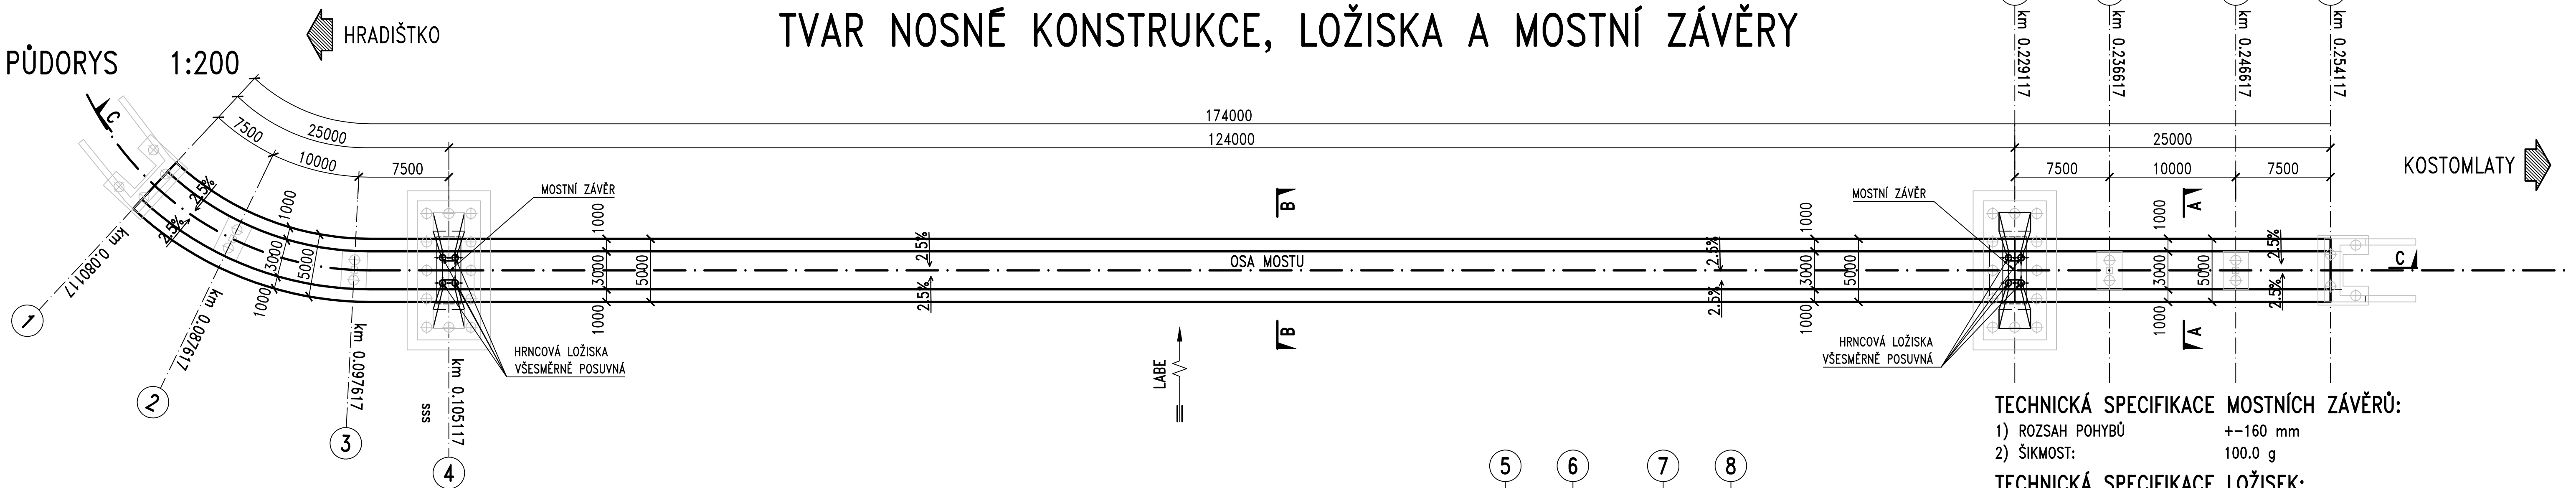 TVAR NOSNÉ KONSTRUKCE, LOŽISKA A MOSTNÍ ZÁVĚRY
HRADIŠTKO
PŮDORYS 1:200
km 0.229117
km 0.236617
km 0.246617
km 0.254117
174000
124000
25000
25000
7500
10000
7500
7500
10000
7500
KOSTOMLATY
C
MOSTNÍ ZÁVĚR
MOSTNÍ ZÁVĚR
B
A
2.5%
2.5%
1000
3000
5000
1000
1000
3000
5000
1000
2.5%
2.5%
OSA MOSTU
2.5%
2.5%
1000
3000
5000
1000
1000
3000
5000
1000
2.5%
2.5%
C
B
A
HRNCOVÁ LOŽISKA
VŠESMĚRNĚ POSUVNÁ
HRNCOVÁ LOŽISKA
VŠESMĚRNĚ POSUVNÁ
LABE
km 0.080117
km 0.087617
km 0.097617
km 0.105117
sss
1
2
3
4
5
6
7
8
TECHNICKÁ SPECIFIKACE MOSTNÍCH ZÁVĚRŮ:
1) ROZSAH POHYBŮ +-160 mm
2) ŠIKMOST: 100.0 g
TECHNICKÁ SPECIFIKACE LOŽISEK: